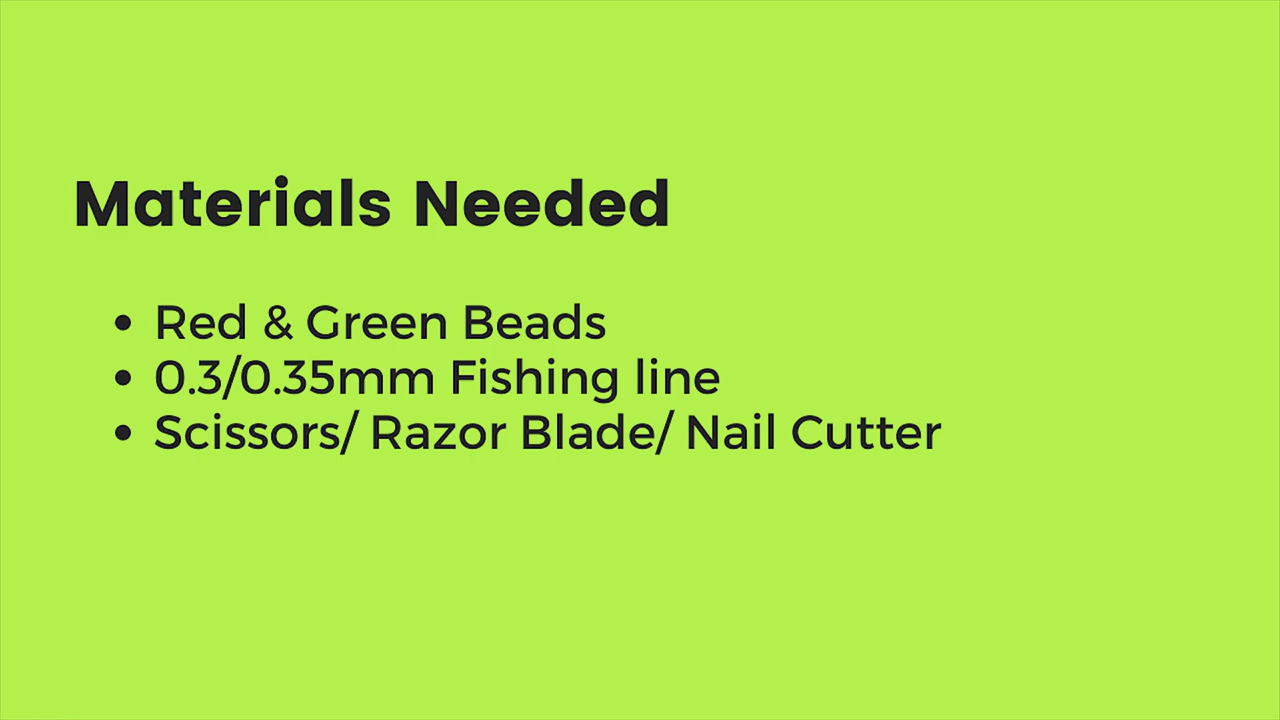 Materials Needed
• Red & Green Beads
• 0.3/0.35mm Fishing line
• Scissors/ Razor Blade/ Nail Cutter